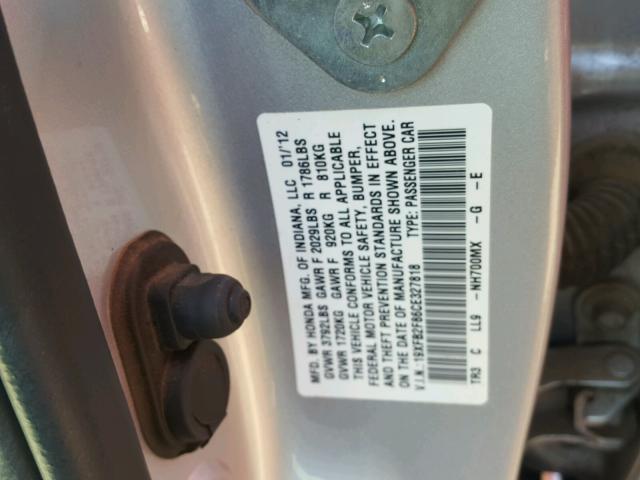 MFD. BY HONDA MFG. OF INDIANA, LLC 01/'12
GVWR 3792LBS GAWR F 2029LBS R 1786LBS
GVWR 1720KG GAWR F 920KG R 810KG
THIS VEHICLE CONFORMS TO ALL APPLICABLE
FEDERAL MOTOR VEHICLE SAFETY, BUMPER,
AND THEFT PREVENTION STANDARDS IN EFFECT
ON THE DATE OF MANUFACTURE SHOWN ABOVE.
V.I.N.: 19XFB2F86CE327818 TYPE: PASSENGER CAR
TR3 C LL9 -NH700MX -G -E